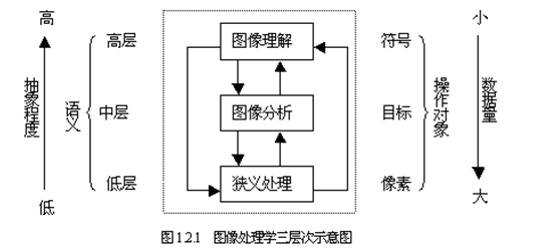 高
小
高层
图像理解
符号
抽象程度
语义
中层
图像分析
目标
操作对象
数据量
低层
狭义处理
像素
低
大
图1.2.1 图像处理学三层次示意图